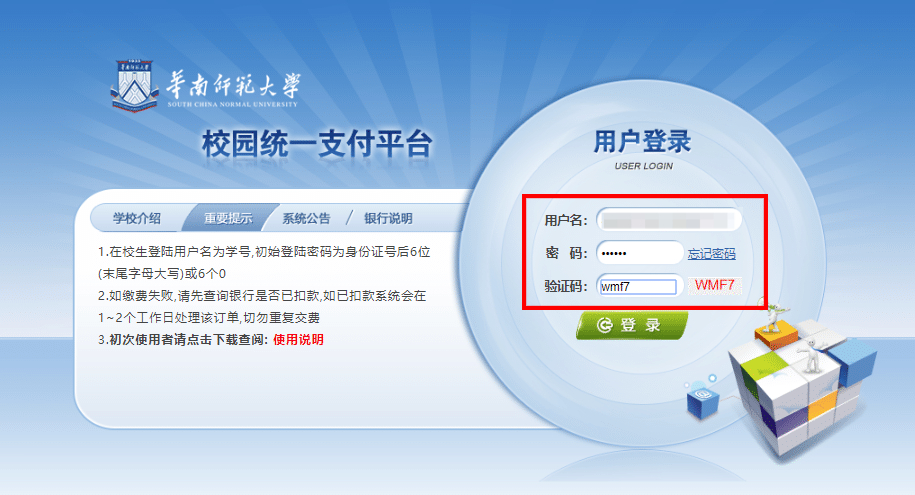 華南師範大學
SOUTH CHINA NORMAL UNIVERSITY
校园统一支付平台
学校介绍 重要提示 系统公告 / 银行说明
1.在校生登陆用户名为学号,初始登陆密码为身份证号后6位
(末尾字母大写)或6个0
2.如缴费失败,请先查询银行是否已扣款,如已扣款系统会在
1~2个工作日处理该订单,切勿重复交费
3.初次使用者请点击下载查阅: 使用说明
用户登录
USER LOGIN
用户名:
密 码: •••••• 忘记密码
验证码: wmf7 WMF7
登 录